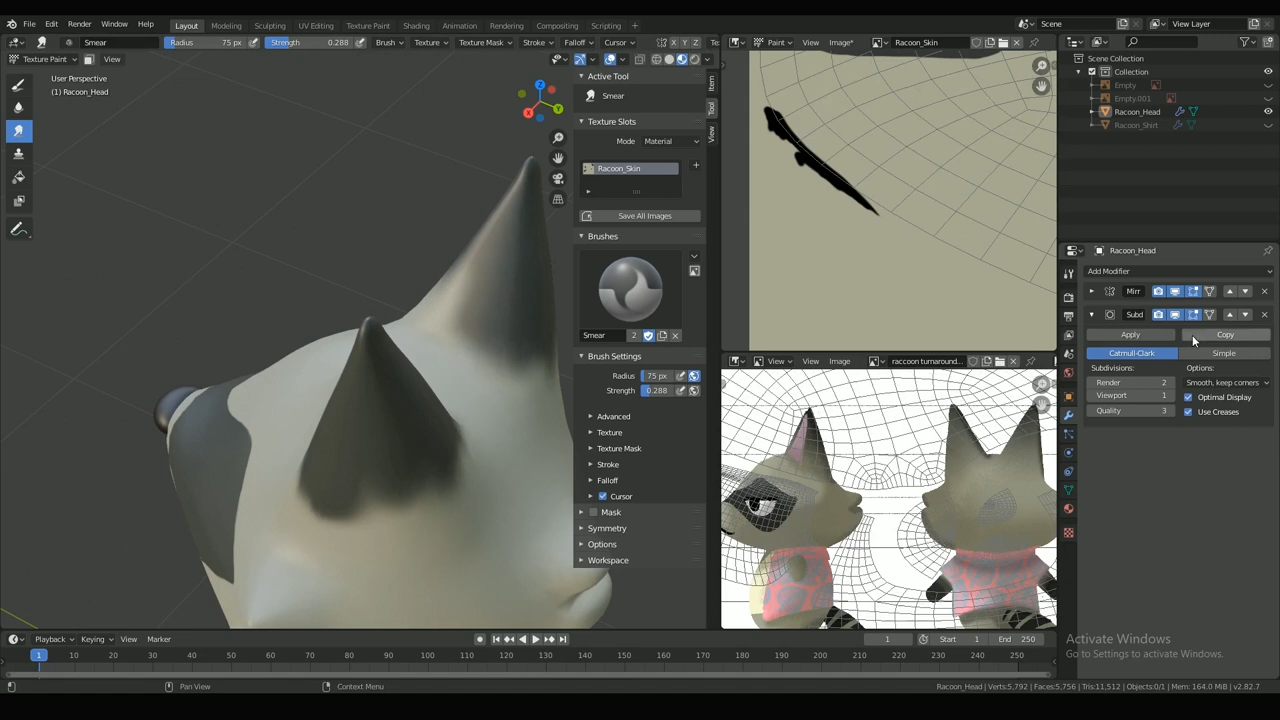 File Edit Render Window Help Layout Modeling Sculpting UV Editing Texture Paint Shading Animation Rendering Compositing Scripting + Scene View Layer
Smear Radius 75 px Strength 0.288 Brush Texture Texture Mask Stroke Falloff Cursor X Y Z Te
Texture Paint View
Paint View Image* Racoon_Skin
User Perspective
(1) Racoon_Head
Z
Y
X
Active Tool
Smear
Texture Slots
Mode Material
Racoon_Skin
Save All Images
Brushes
Smear 2
Brush Settings
Radius 75 px
Strength 0.288
Advanced
Texture
Texture Mask
Stroke
Falloff
Cursor
Mask
Symmetry
Options
Workspace
Item
Tool
View
View Image raccoon turnaround...
Scene Collection
Collection
Empty
Empty.001
Racoon_Head
Racoon_Shirt
Racoon_Head
Add Modifier
Mirr
Subd
Apply Copy
Catmull-Clark Simple
Subdivisions: Options:
Render 2 Smooth, keep corners
Viewport 1 Optimal Display
Quality 3 Use Creases
Activate Windows
Go to Settings to activate Windows.
Playback Keying View Marker 1 Start 1 End 250
1 10 20 30 40 50 60 70 80 90 100 110 120 130 140 150 160 170 180 190 200 210 220 230 240 250
Pan View Context Menu Racoon_Head | Verts:5,792 | Faces:5,756 | Tris:11,512 | Objects:0/1 | Mem: 164.0 MiB | v2.82.7